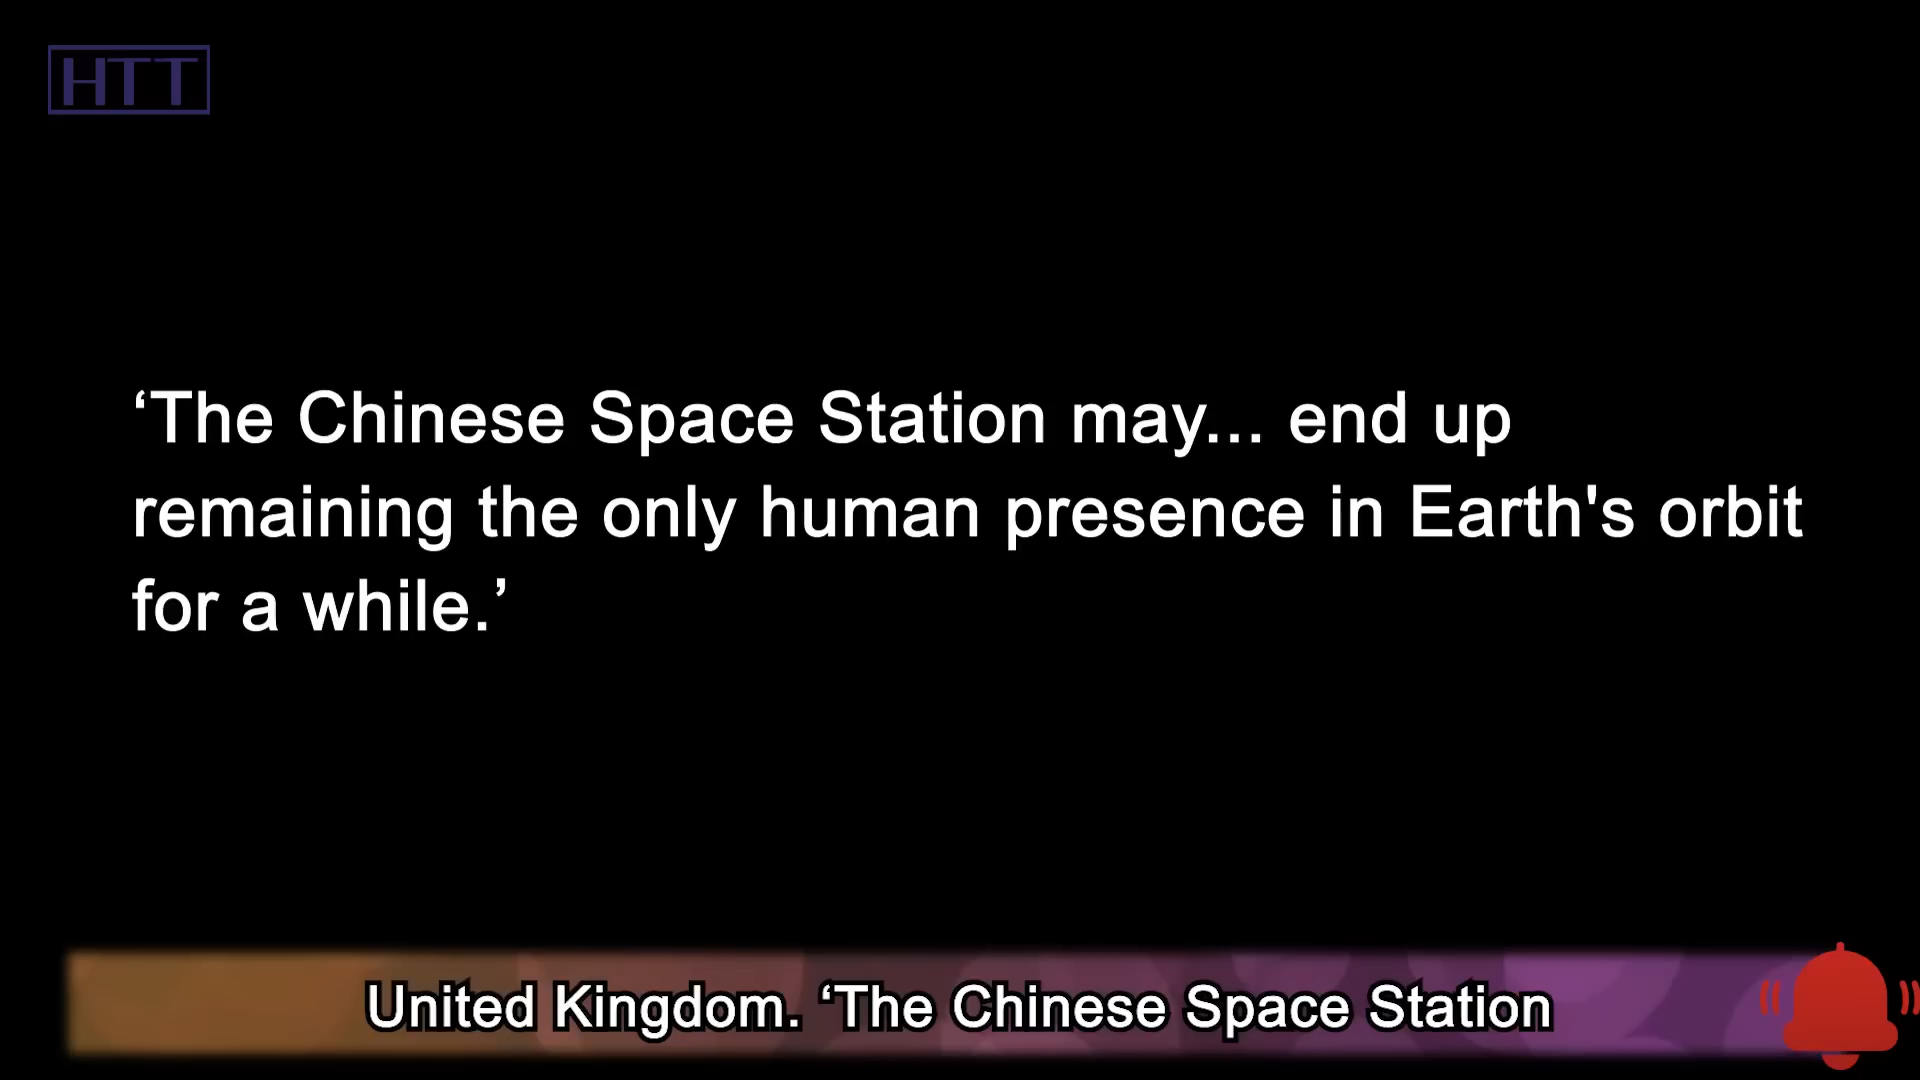 HTT
‘The Chinese Space Station may... end up
remaining the only human presence in Earth's orbit
for a while.’
United Kingdom. ‘The Chinese Space Station